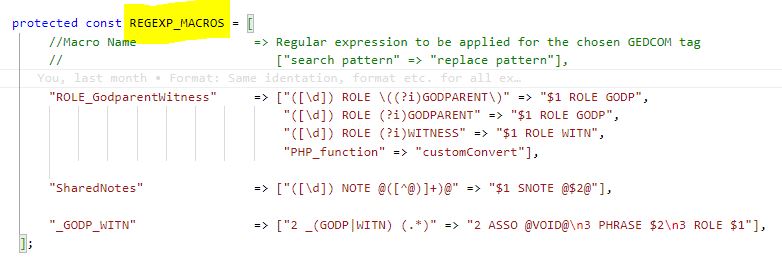 protected const REGEXP_MACROS = [
//Macro Name => Regular expression to be applied for the chosen GEDCOM tag
// ["search pattern" => "replace pattern"],
You, last month • Format: Same identation, format etc. for all ex…
"ROLE_GodparentWitness" => ["([\d]) ROLE \((?i)GODPARENT\)" => "$1 ROLE GODP",
"([\d]) ROLE (?i)GODPARENT" => "$1 ROLE GODP",
"([\d]) ROLE (?i)WITNESS" => "$1 ROLE WITN",
"PHP_function" => "customConvert"],
"SharedNotes" => ["([\d]) NOTE @([^@)]+)@" => "$1 SNOTE @$2@"],
"_GODP_WITN" => ["2 _(GODP|WITN) (.*)" => "2 ASSO @VOID@\n3 PHRASE $2\n3 ROLE $1"],
];